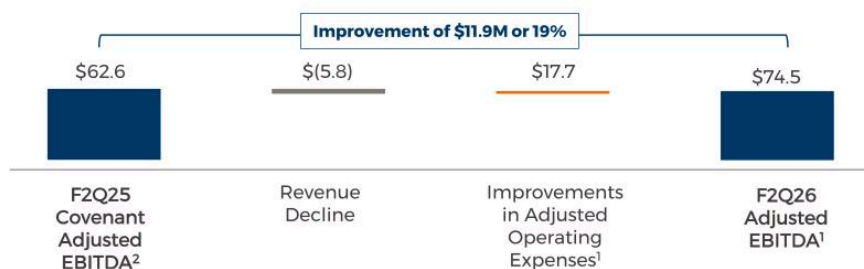 Improvement of $11.9M or 19%
$62.6
$(5.8)
$17.7
$74.5
F2Q25
Covenant
Adjusted
EBITDA²
Revenue
Decline
Improvements
in Adjusted
Operating
Expenses¹
F2Q26
Adjusted
EBITDA¹